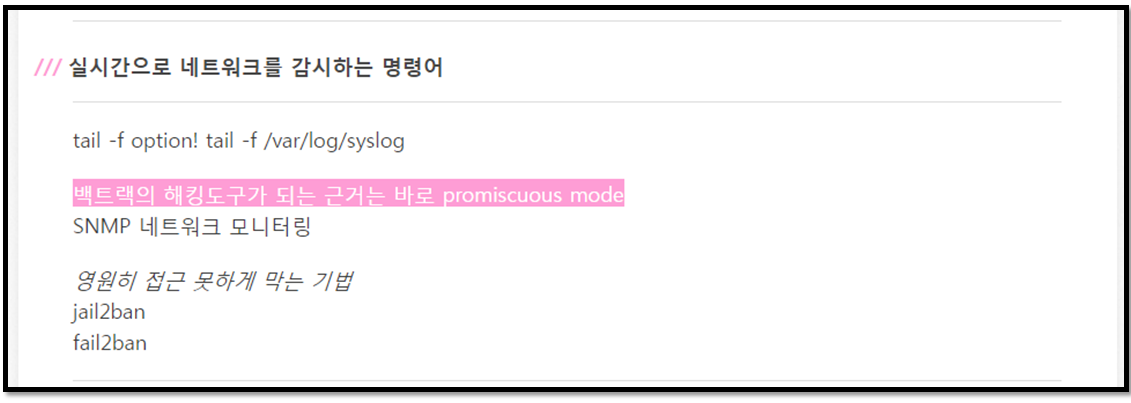 /// 실시간으로 네트워크를 감시하는 명령어
tail -f option! tail -f /var/log/syslog
백트랙의 해킹도구가 되는 근거는 바로 promiscuous mode
SNMP 네트워크 모니터링
영원히 접근 못하게 막는 기법
jail2ban
fail2ban